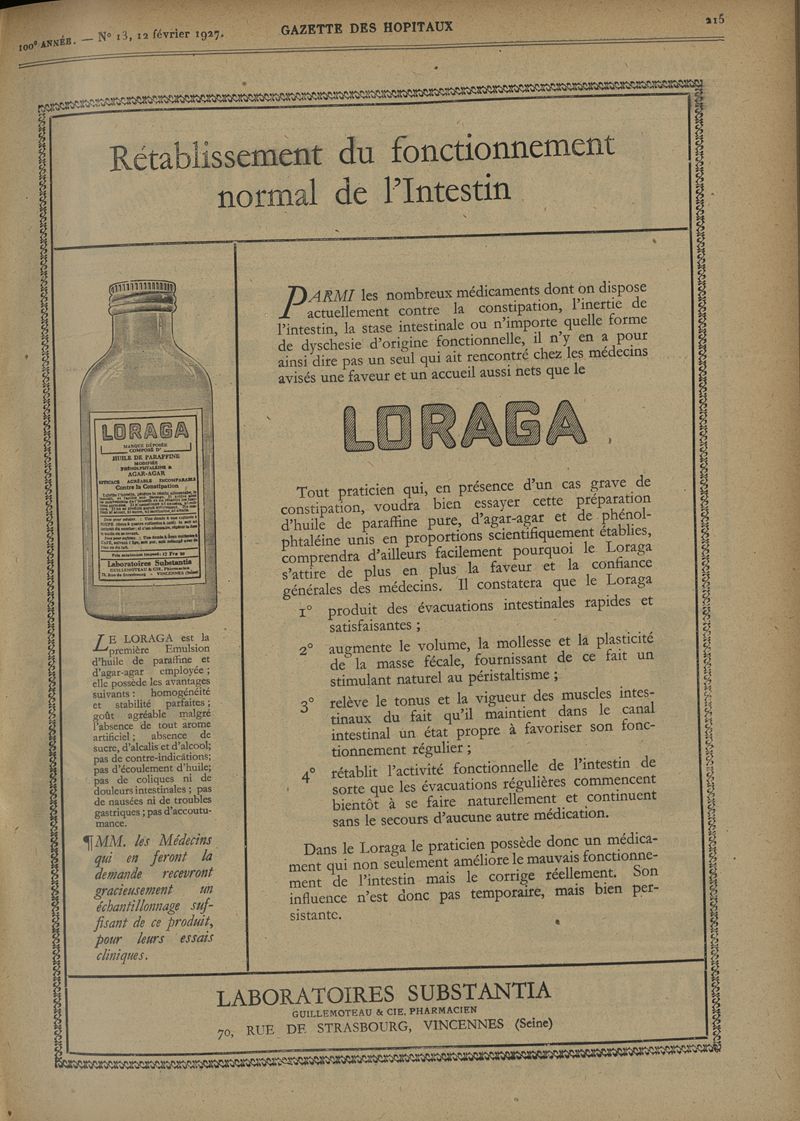 100e ANNÉE. — No 13, 12 février 1927.
GAZETTE DES HOPITAUX
215
Rétablissement du fonctionnement
normal de l'Intestin
LORAGA
MARQUE DÉPOSÉE
COMPOSÉ D'
HUILE DE PARAFFINE
MODIFIÉE
PHÉNOLPHTALÉINE &
AGAR-AGAR
EFFICACE AGRÉABLE INCOMPARABLE
Contre la Constipation
Laboratoires Substantia
GUILLEMOTEAU & CIE, Pharmacien
VINCENNES (Seine)
LE LORAGA est la
première Emulsion
d'huile de paraffine et
d'agar-agar employée ;
elle possède les avantages
suivants : homogénéité
et stabilité parfaites ;
goût agréable malgré
l'absence de tout arome
artificiel ; absence de
sucre, d'alcalis et d'alcool;
pas de contre-indications;
pas d'écoulement d'huile;
pas de coliques ni de
douleurs intestinales ; pas
de nausées ni de troubles
gastriques ; pas d'accoutu-
mance.
¶ MM. les Médecins
qui en feront la
demande recevront
gracieusement un
échantillonnage suf-
fisant de ce produit,
pour leurs essais
cliniques.
PARMI les nombreux médicaments dont on dispose
actuellement contre la constipation, l'inertie de
l'intestin, la stase intestinale ou n'importe quelle forme
de dyschesie d'origine fonctionnelle, il n'y en a pour
ainsi dire pas un seul qui ait rencontré chez les médecins
avisés une faveur et un accueil aussi nets que le
LORAGA.
Tout praticien qui, en présence d'un cas grave de
constipation, voudra bien essayer cette préparation
d'huile de paraffine pure, d'agar-agar et de phénol-
phtaléine unis en proportions scientifiquement établies,
comprendra d'ailleurs facilement pourquoi le Loraga
s'attire de plus en plus la faveur et la confiance
générales des médecins. Il constatera que le Loraga
1° produit des évacuations intestinales rapides et
satisfaisantes ;
2° augmente le volume, la mollesse et la plasticité
de la masse fécale, fournissant de ce fait un
stimulant naturel au péristaltisme ;
3° relève le tonus et la vigueur des muscles intes-
tinaux du fait qu'il maintient dans le canal
intestinal un état propre à favoriser son fonc-
tionnement régulier ;
4° rétablit l'activité fonctionnelle de l'intestin de
sorte que les évacuations régulières commencent
bientôt à se faire naturellement et continuent
sans le secours d'aucune autre médication.
Dans le Loraga le praticien possède donc un médica-
ment qui non seulement améliore le mauvais fonctionne-
ment de l'intestin mais le corrige réellement. Son
influence n'est donc pas temporaire, mais bien per-
sistante.
LABORATOIRES SUBSTANTIA
GUILLEMOTEAU & CIE, PHARMACIEN
70, RUE DE STRASBOURG, VINCENNES (Seine)